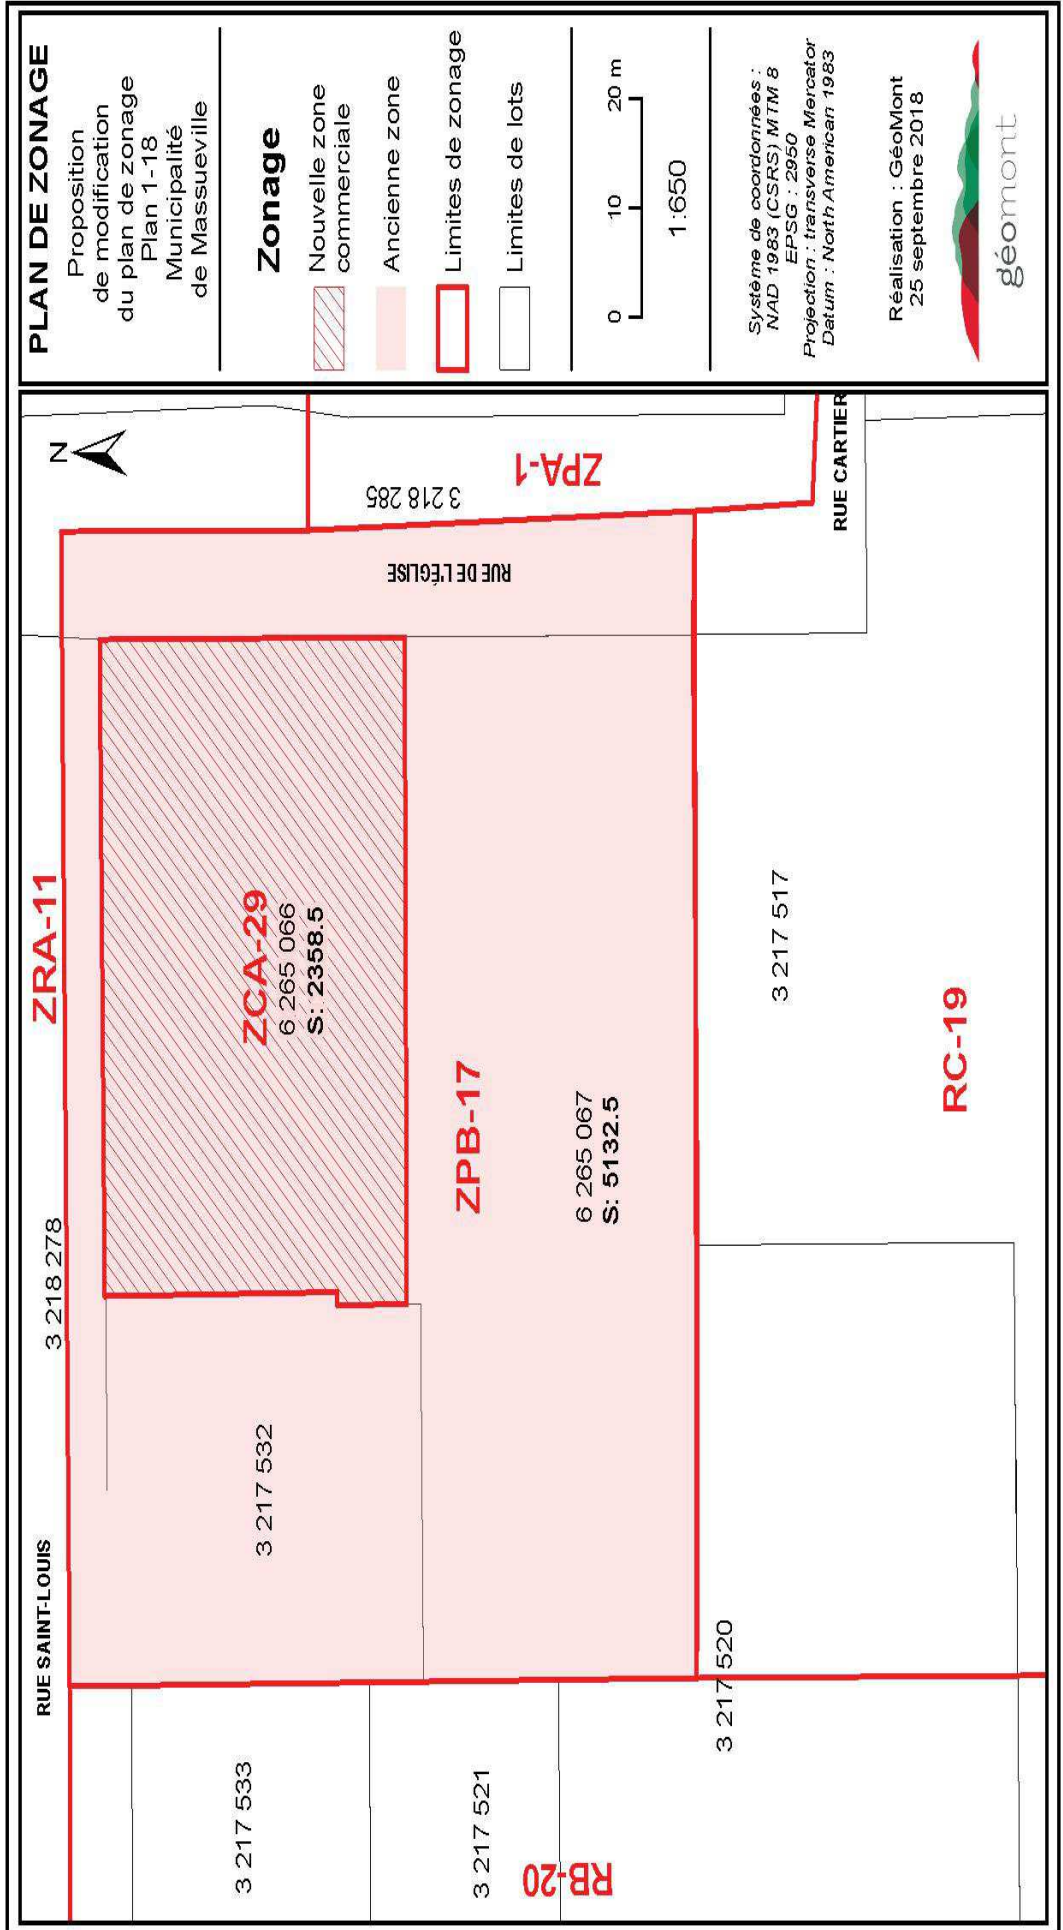 PLAN DE ZONAGE
Proposition
de modification
du plan de zonage
Plan 1-18
Municipalité
de Massueville
Zonage
Nouvelle zone
commerciale
Ancienne zone
Limites de zonage
Limites de lots
0 10 20 m
1:650
Système de coordonnées :
NAD 1983 (CSRS) MTM 8
EPSG : 2950
Projection : transverse Mercator
Datum : North American 1983
Réalisation : GéoMont
25 septembre 2018
géomont
N
RUE SAINT-LOUIS
3 218 278
ZRA-11
3 217 533
3 217 532
ZCA-29
6 265 066
S: 2358.5
RUE DE L'ÉGLISE
3 218 285
ZPA-1
3 217 521
ZPB-17
6 265 067
S: 5132.5
RB-20
3 217 520
3 217 517
RUE CARTIER
RC-19